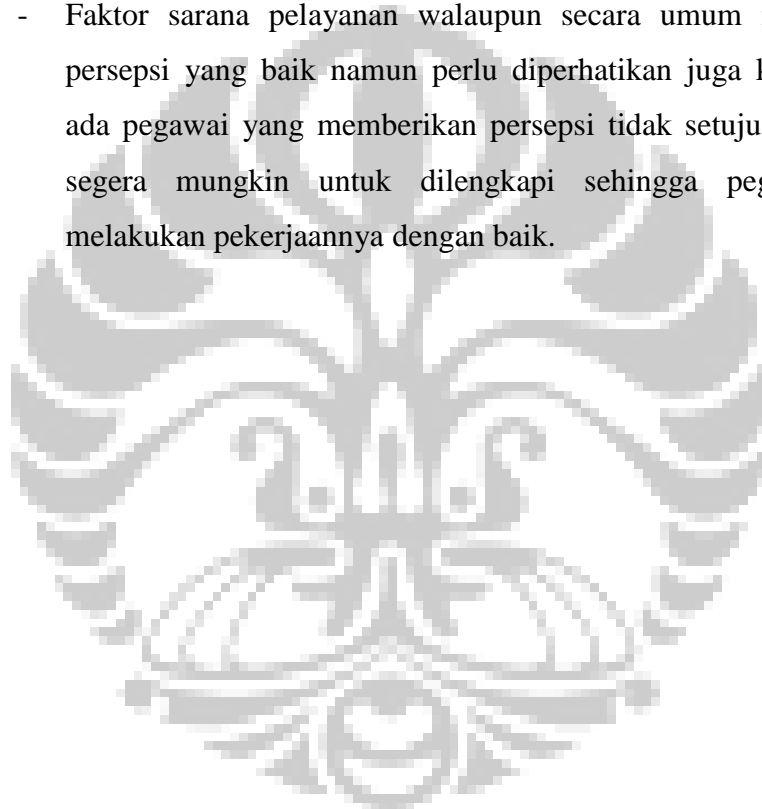 - Faktor sarana pelayanan walaupun secara umum
persepsi yang baik namun perlu diperhatikan juga
ada pegawai yang memberikan persepsi tidak setuju
segera mungkin untuk dilengkapi sehingga
melakukan pekerjaannya dengan baik.